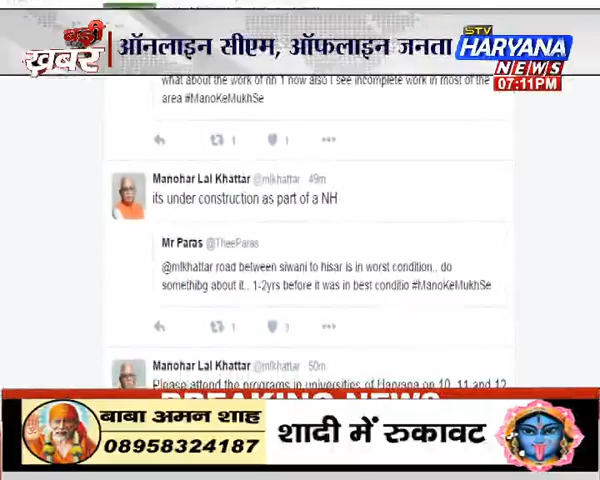 बड़ी
ख़बर
ऑनलाइन सीएम, ऑफलाइन जनता
STV
HARYANA
NEWS
07:11PM
what about the work of nh 1 now also I see incomplete work in most of the
area #ManoKeMukhSe
1
1
Manohar Lal Khattar @mlkhattar 49m
its under construction as part of a NH
Mr Paras @TheeParas
@mlkhattar road between siwani to hisar is in worst condition.. do
somethibg about it.. 1-2yrs before it was in best conditio #ManoKeMukhSe
1
3
Manohar Lal Khattar @mlkhattar 50m
Please attend the programs in universities of Haryana on 10, 11 and 12
BREAKING NEWS
बाबा अमन शाह
08958324187
शादी में रुकावट